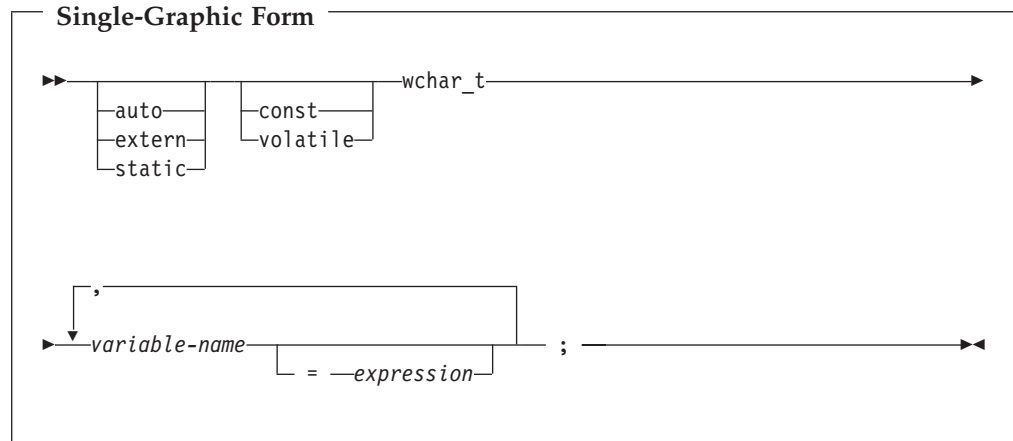 Single-Graphic Form
wchar_t
auto const
extern volatile
static
,
variable-name ;
= expression